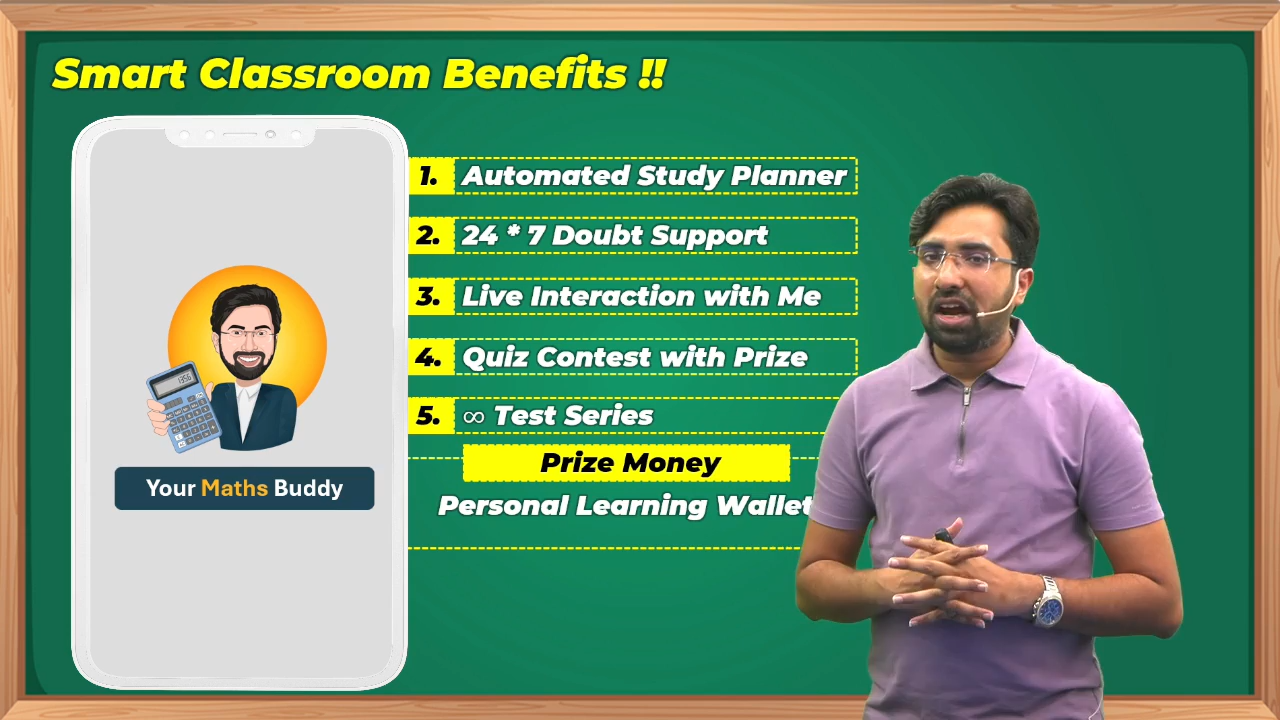 Smart Classroom Benefits !!
1. Automated Study Planner
2. 24 * 7 Doubt Support
3. Live Interaction with Me
4. Quiz Contest with Prize
5. ∞ Test Series
Prize Money
Personal Learning Wallet
Your Maths Buddy